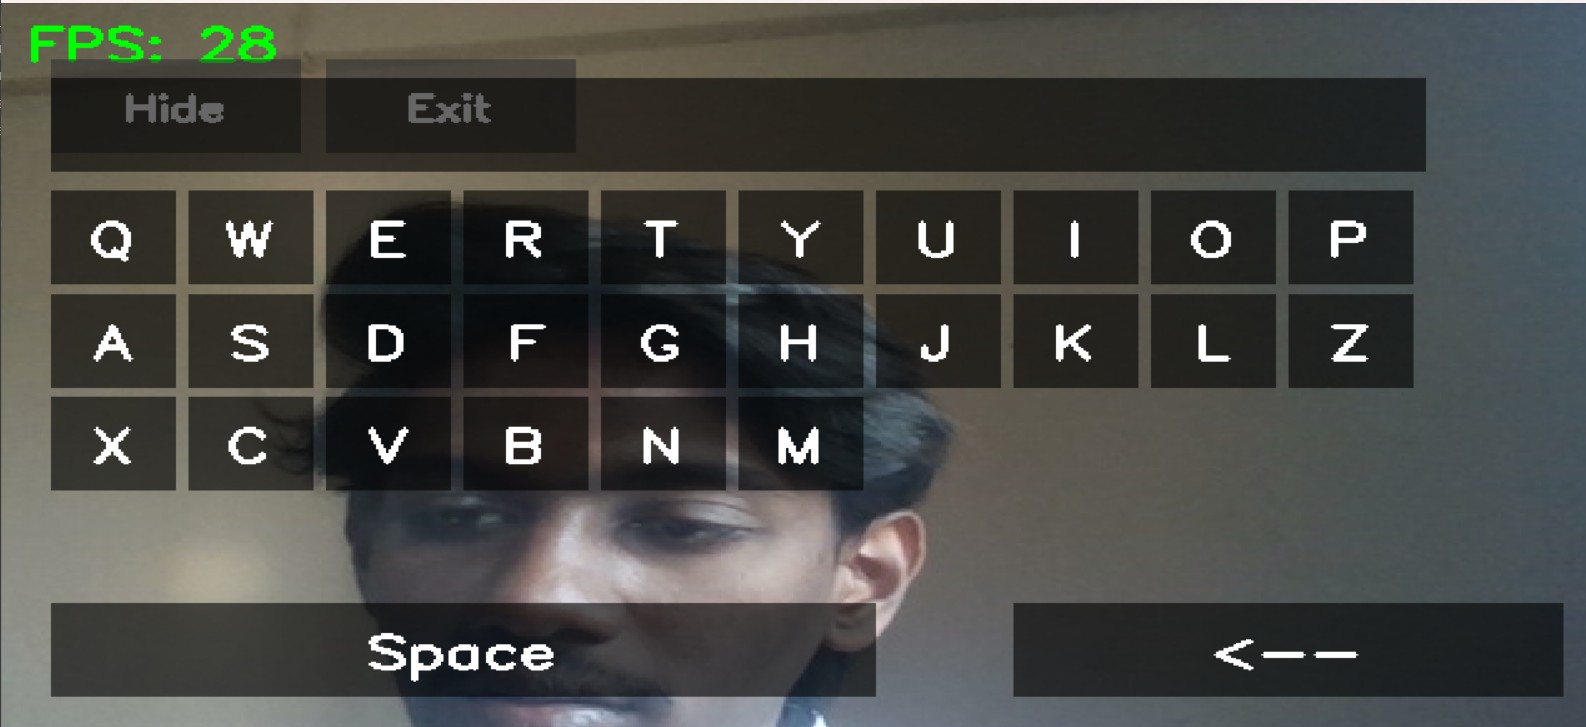 FPS: 28
Hide Exit
Q W E R T Y U I O P
A S D F G H J K L Z
X C V B N M
Space <--